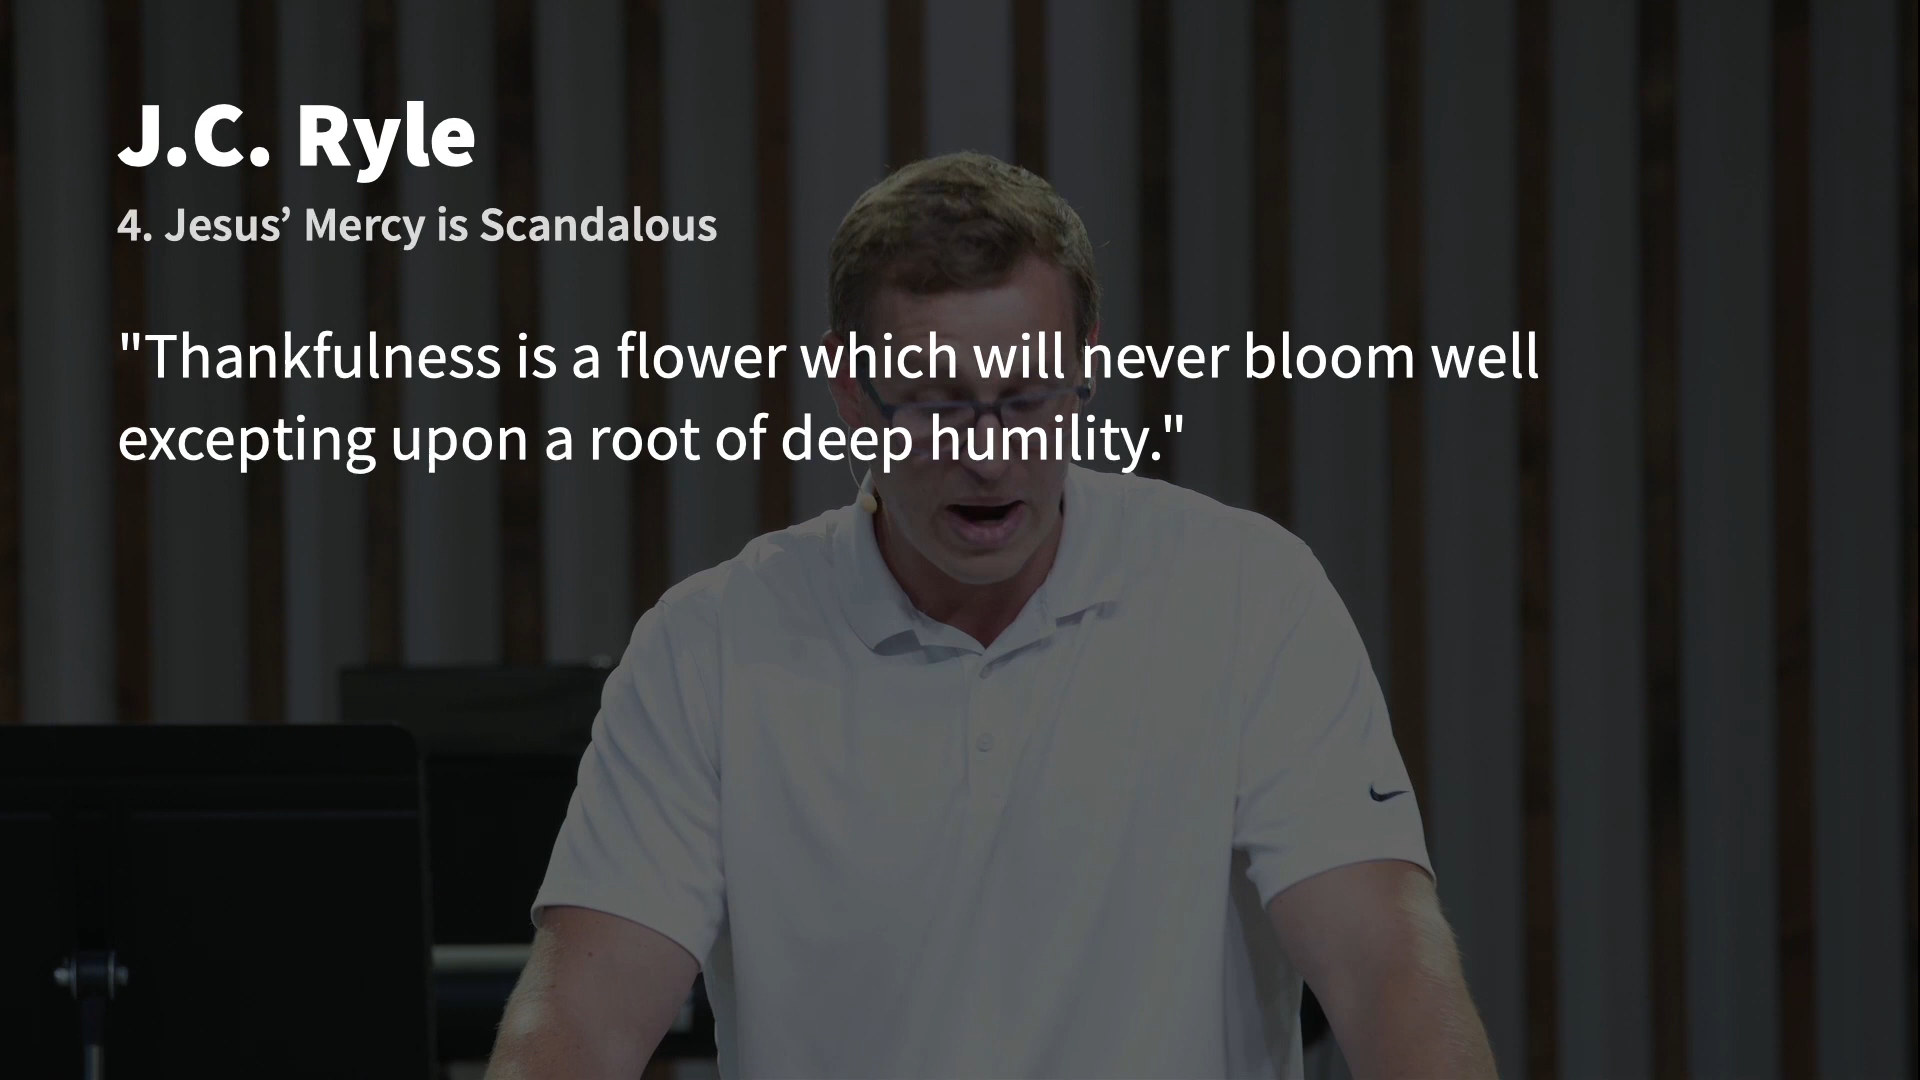 J.C. Ryle
4. Jesus’ Mercy is Scandalous
"Thankfulness is a flower which will never bloom well
excepting upon a root of deep humility."